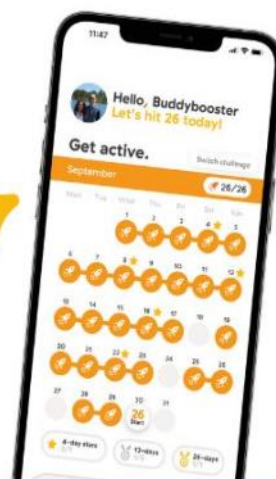 11:47
Hello, Buddybooster
Let's hit 26 today!
Get active.
Switch challenge
September
26/26
Mon Tue Wed Thu Fri Sat Sun
1 2 3 4 5
6 7 8 9 10 11 12
13 14 15 16 17 18 19
20 21 22 23 24 25 26
27 28 29 30
26
Start
4-day stars
13-days
26-days